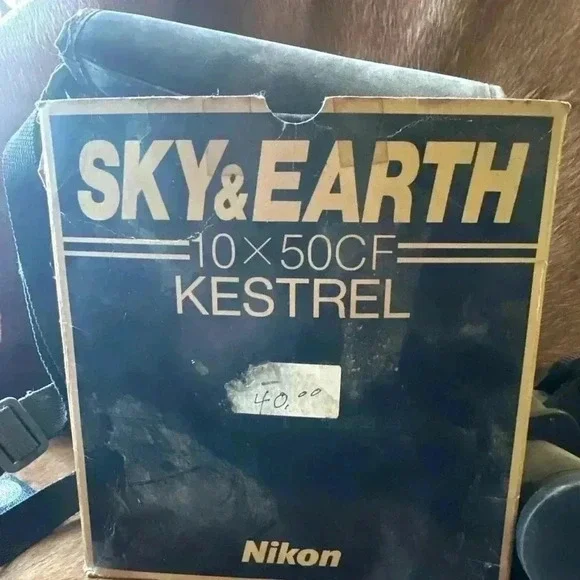 SKY&EARTH
10×50CF
KESTREL
40.00
Nikon